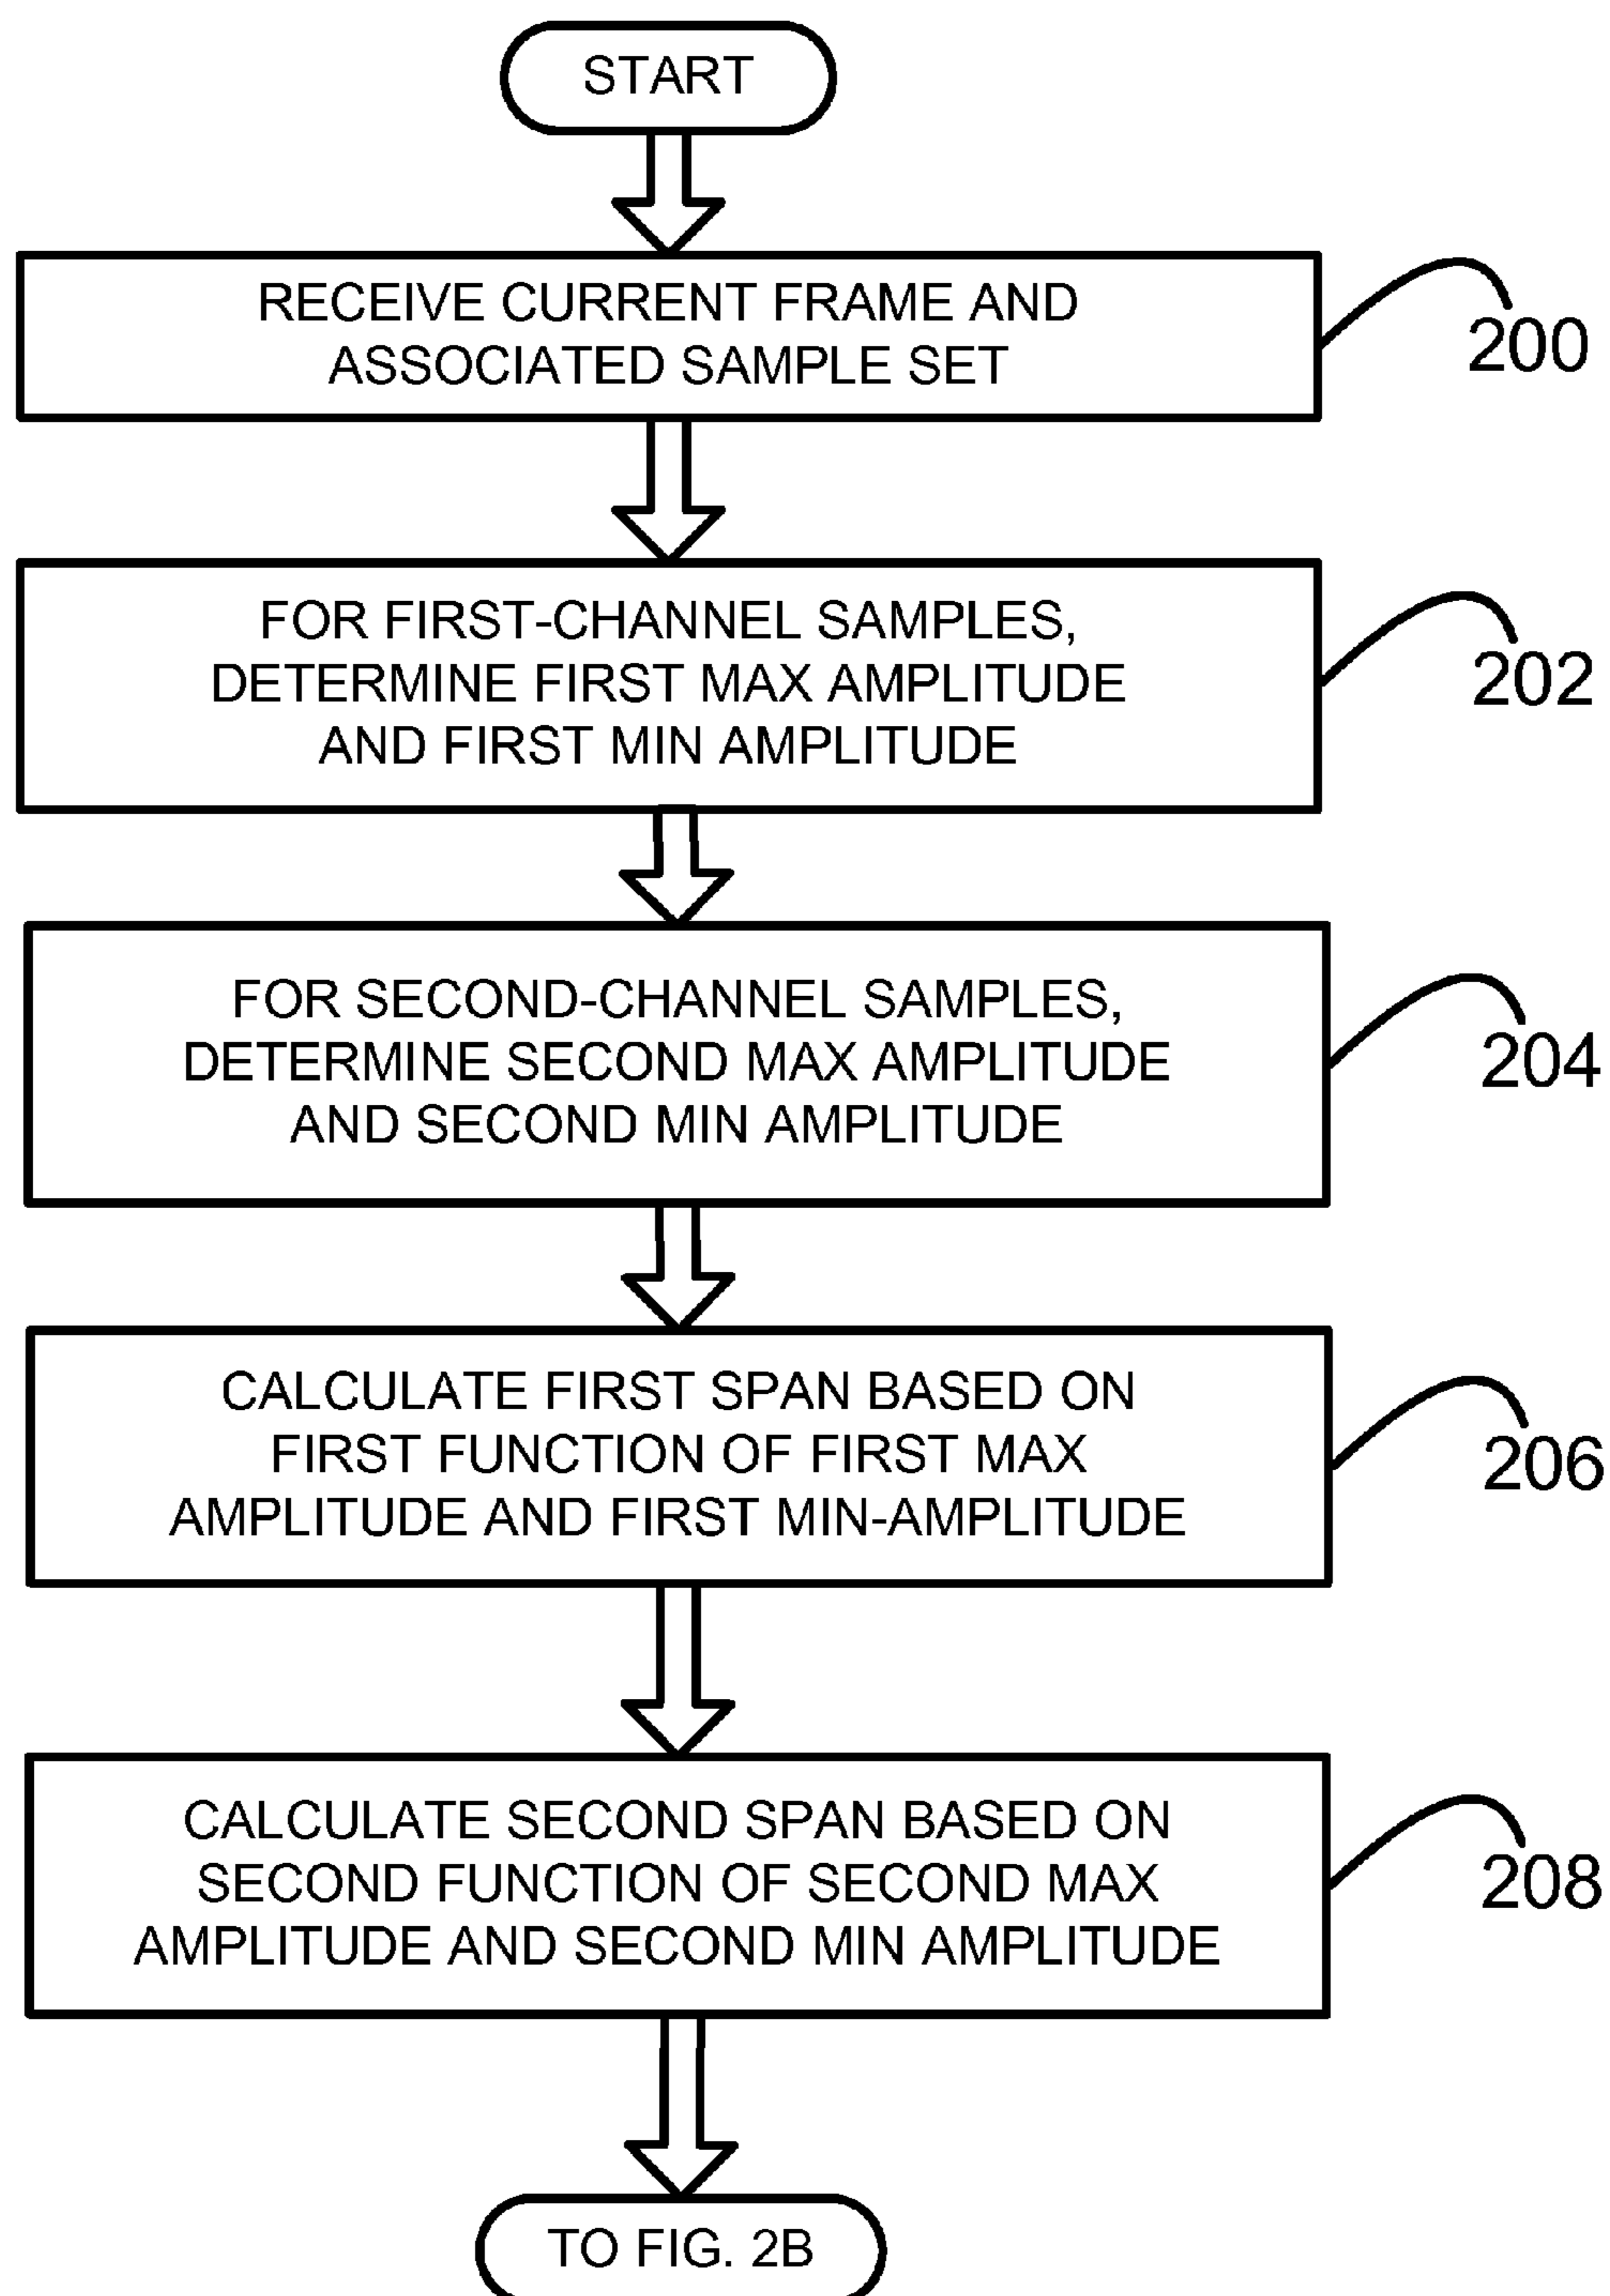 START
RECEIVE CURRENT FRAME AND
ASSOCIATED SAMPLE SET
200
FOR FIRST-CHANNEL SAMPLES,
DETERMINE FIRST MAX AMPLITUDE
AND FIRST MIN AMPLITUDE
202
FOR SECOND-CHANNEL SAMPLES,
DETERMINE SECOND MAX AMPLITUDE
AND SECOND MIN AMPLITUDE
204
CALCULATE FIRST SPAN BASED ON
FIRST FUNCTION OF FIRST MAX
AMPLITUDE AND FIRST MIN-AMPLITUDE
206
CALCULATE SECOND SPAN BASED ON
SECOND FUNCTION OF SECOND MAX
AMPLITUDE AND SECOND MIN AMPLITUDE
208
TO FIG. 2B